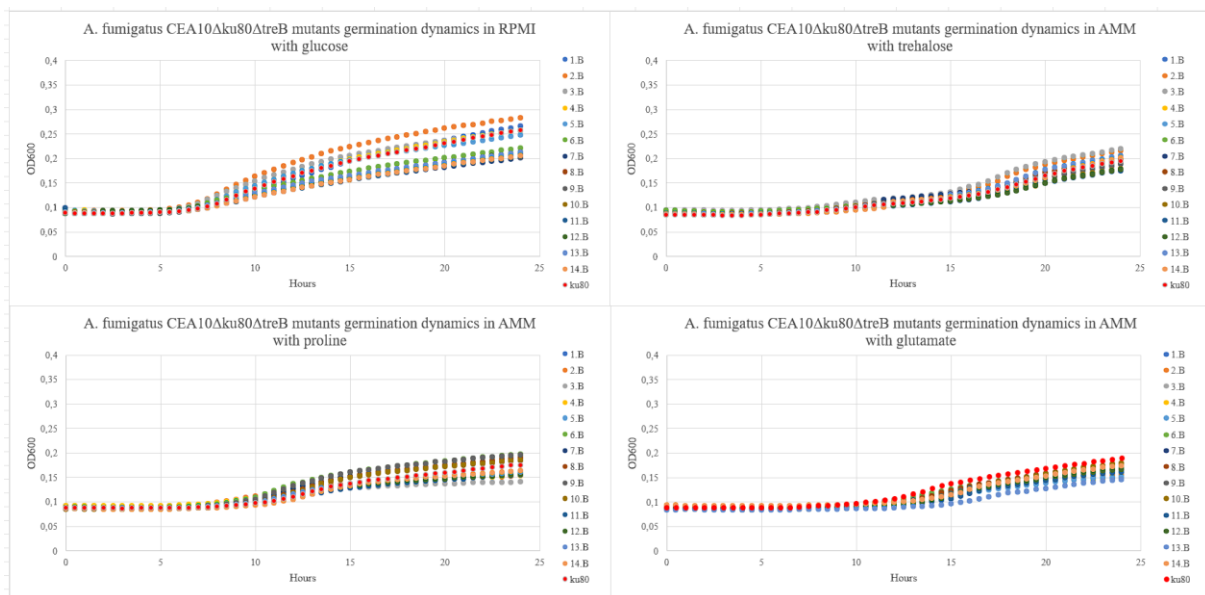 A. fumigatus CEA10Δku80ΔtreB mutants germination dynamics in RPMI
with glucose
0,4
0,35
0,3
0,25
0,2
0,15
0,1
0,05
0
OD600
0
5
10
15
20
25
Hours
1.B
2.B
3.B
4.B
5.B
6.B
7.B
8.B
9.B
10.B
11.B
12.B
13.B
14.B
ku80
A. fumigatus CEA10Δku80ΔtreB mutants germination dynamics in AMM
with trehalose
0,4
0,35
0,3
0,25
0,2
0,15
0,1
0,05
0
OD600
0
5
10
15
20
25
Hours
1.B
2.B
3.B
4.B
5.B
6.B
7.B
8.B
9.B
10.B
11.B
12.B
13.B
14.B
ku80
A. fumigatus CEA10Δku80ΔtreB mutants germination dynamics in AMM
with proline
0,4
0,35
0,3
0,25
0,2
0,15
0,1
0,05
0
OD600
0
5
10
15
20
25
Hours
1.B
2.B
3.B
4.B
5.B
6.B
7.B
8.B
9.B
10.B
11.B
12.B
13.B
14.B
ku80
A. fumigatus CEA10Δku80ΔtreB mutants germination dynamics in AMM
with glutamate
0,4
0,35
0,3
0,25
0,2
0,15
0,1
0,05
0
OD600
0
5
10
15
20
25
Hours
1.B
2.B
3.B
4.B
5.B
6.B
7.B
8.B
9.B
10.B
11.B
12.B
13.B
14.B
ku80